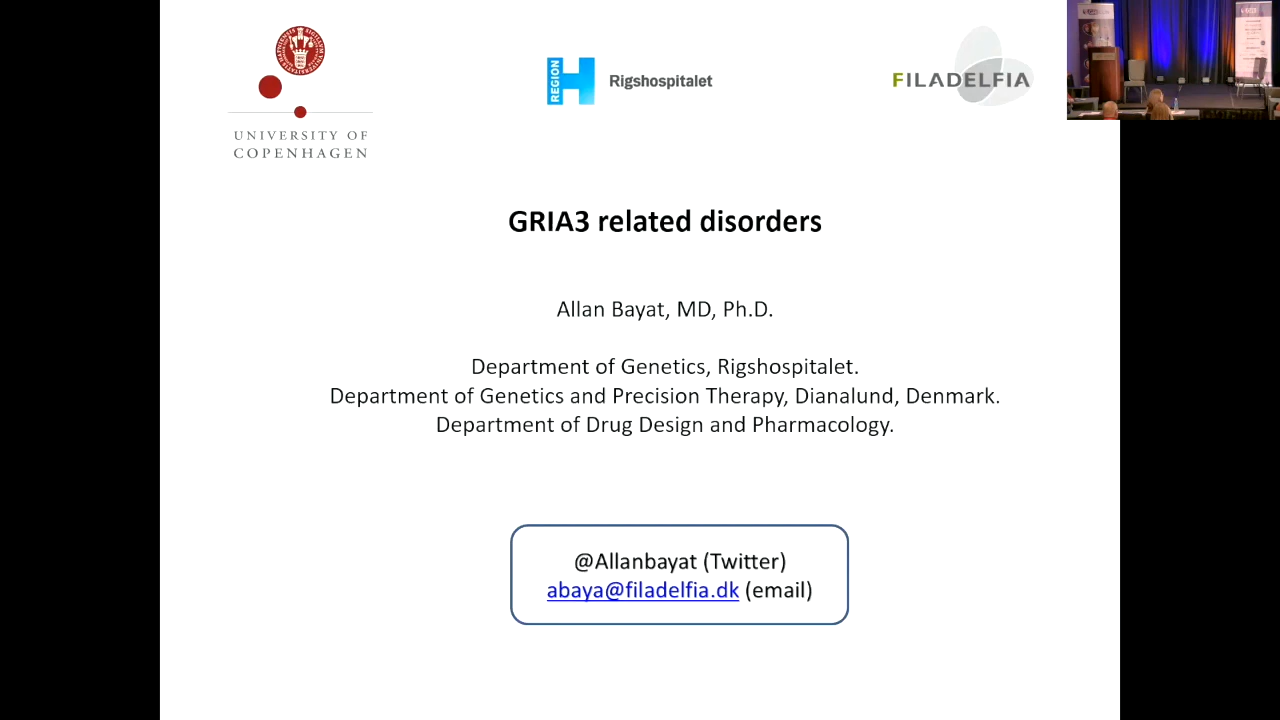 UNIVERSITY OF
COPENHAGEN
REGION H
Rigshospitalet
FILADELFIA
GRIA3 related disorders
Allan Bayat, MD, Ph.D.
Department of Genetics, Rigshospitalet.
Department of Genetics and Precision Therapy, Dianalund, Denmark.
Department of Drug Design and Pharmacology.
@Allanbayat (Twitter)
abaya@filadelfia.dk (email)